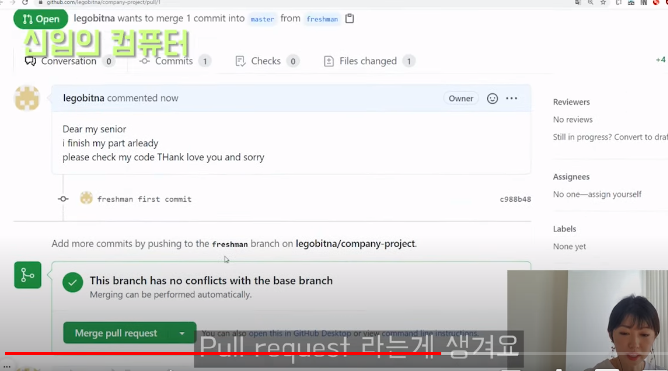 github.com/legobitna/company-project/pull/1
Open legobitna wants to merge 1 commit into master from freshman
신입의 컴퓨터
Conversation 0 Commits 1 Checks 0 Files changed 1
+4
legobitna commented now Owner
Dear my senior
i finish my part arleady
please check my code THank love you and sorry
freshman first commit c988b48
Add more commits by pushing to the freshman branch on legobitna/company-project.
This branch has no conflicts with the base branch
Merging can be performed automatically.
Merge pull request You can also open this in GitHub Desktop or view command line instructions.
Reviewers
No reviews
Still in progress? Convert to draf
Assignees
No one—assign yourself
Labels
None yet
Pull request 라는게 생겨요